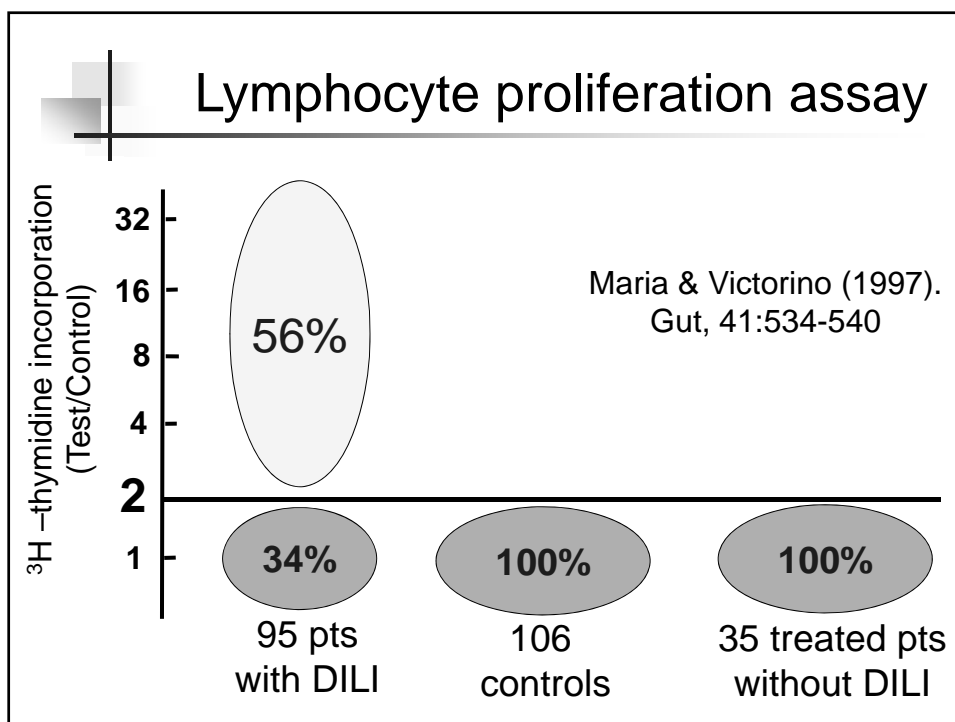 Lymphocyte proliferation assay
³H –thymidine incorporation
(Test/Control)
32
16
8
4
2
1
56%
Maria & Victorino (1997).
Gut, 41:534-540
34%
100%
100%
95 pts
with DILI
106
controls
35 treated pts
without DILI